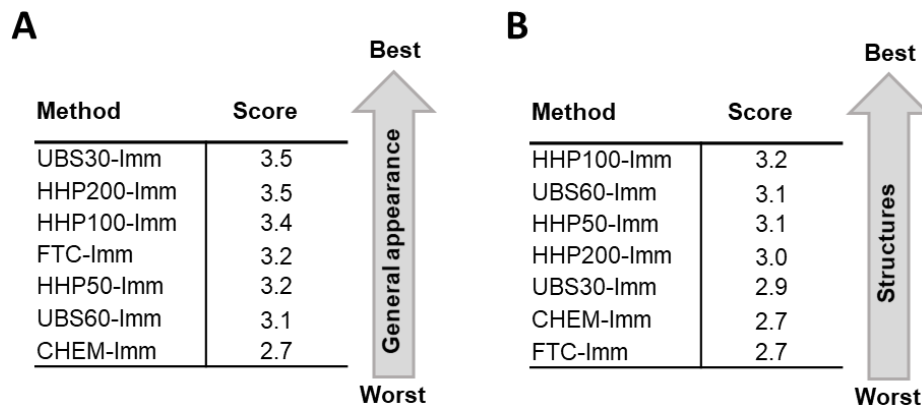 A
Best
Method Score
UBS30-Imm 3.5
HHP200-Imm 3.5
HHP100-Imm 3.4
FTC-Imm 3.2
HHP50-Imm 3.2
UBS60-Imm 3.1
CHEM-Imm 2.7
General appearance
Worst
B
Best
Method Score
HHP100-Imm 3.2
UBS60-Imm 3.1
HHP50-Imm 3.1
HHP200-Imm 3.0
UBS30-Imm 2.9
CHEM-Imm 2.7
FTC-Imm 2.7
Structures
Worst